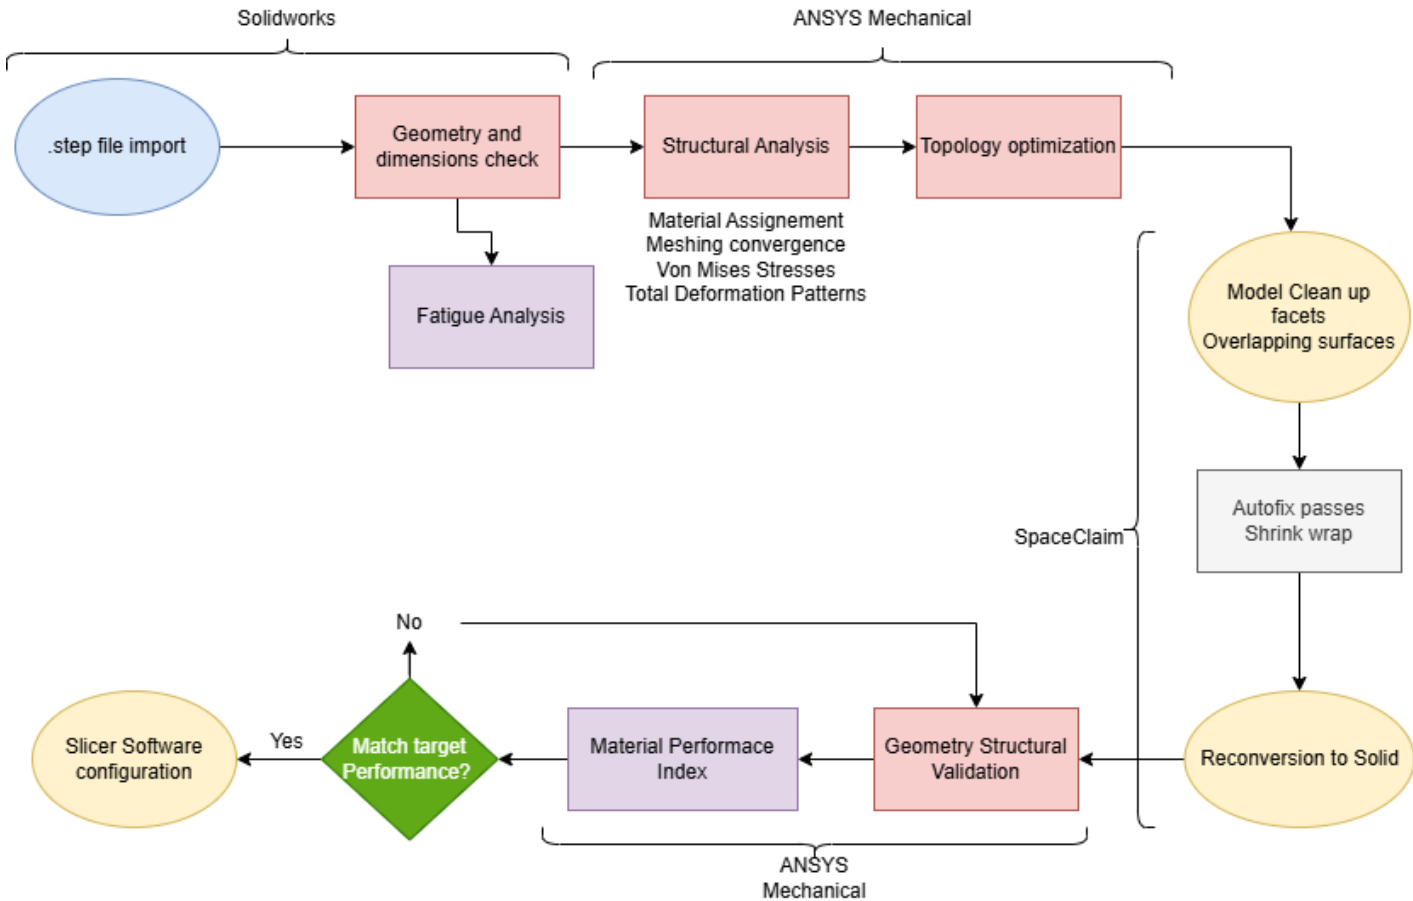 Solidworks
ANSYS Mechanical
.step file import
Geometry and
dimensions check
Structural Analysis
Topology optimization
Material Assignement
Meshing convergence
Von Mises Stresses
Total Deformation Patterns
Fatigue Analysis
Model Clean up
facets
Overlapping surfaces
Autofix passes
Shrink wrap
SpaceClaim
No
Slicer Software
configuration
Yes
Match target
Performance?
Material Performace
Index
Geometry Structural
Validation
Reconversion to Solid
ANSYS
Mechanical